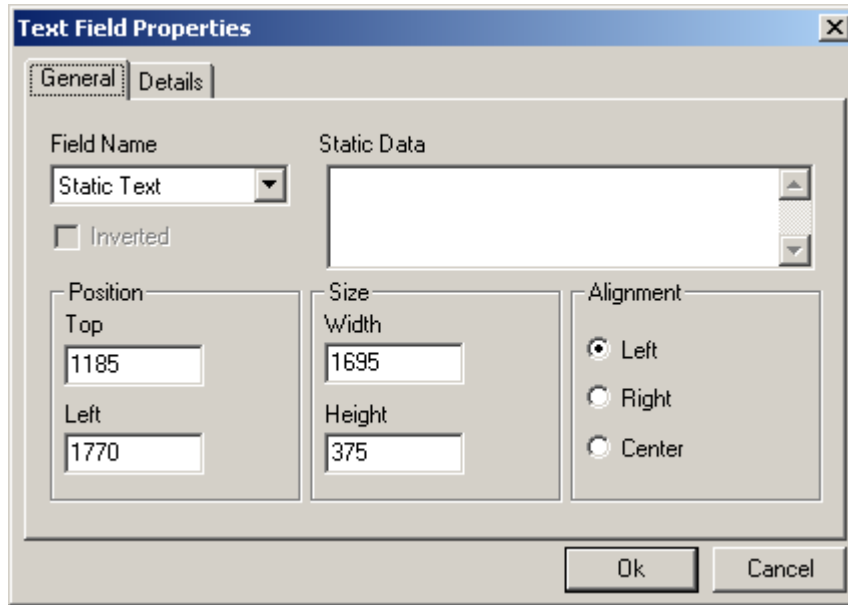 Text Field Properties
General Details
Field Name Static Data
Static Text
Inverted
Position Size Alignment
Top Width
1185 1695 Left
Right
Left Height
1770 375 Center
Ok Cancel